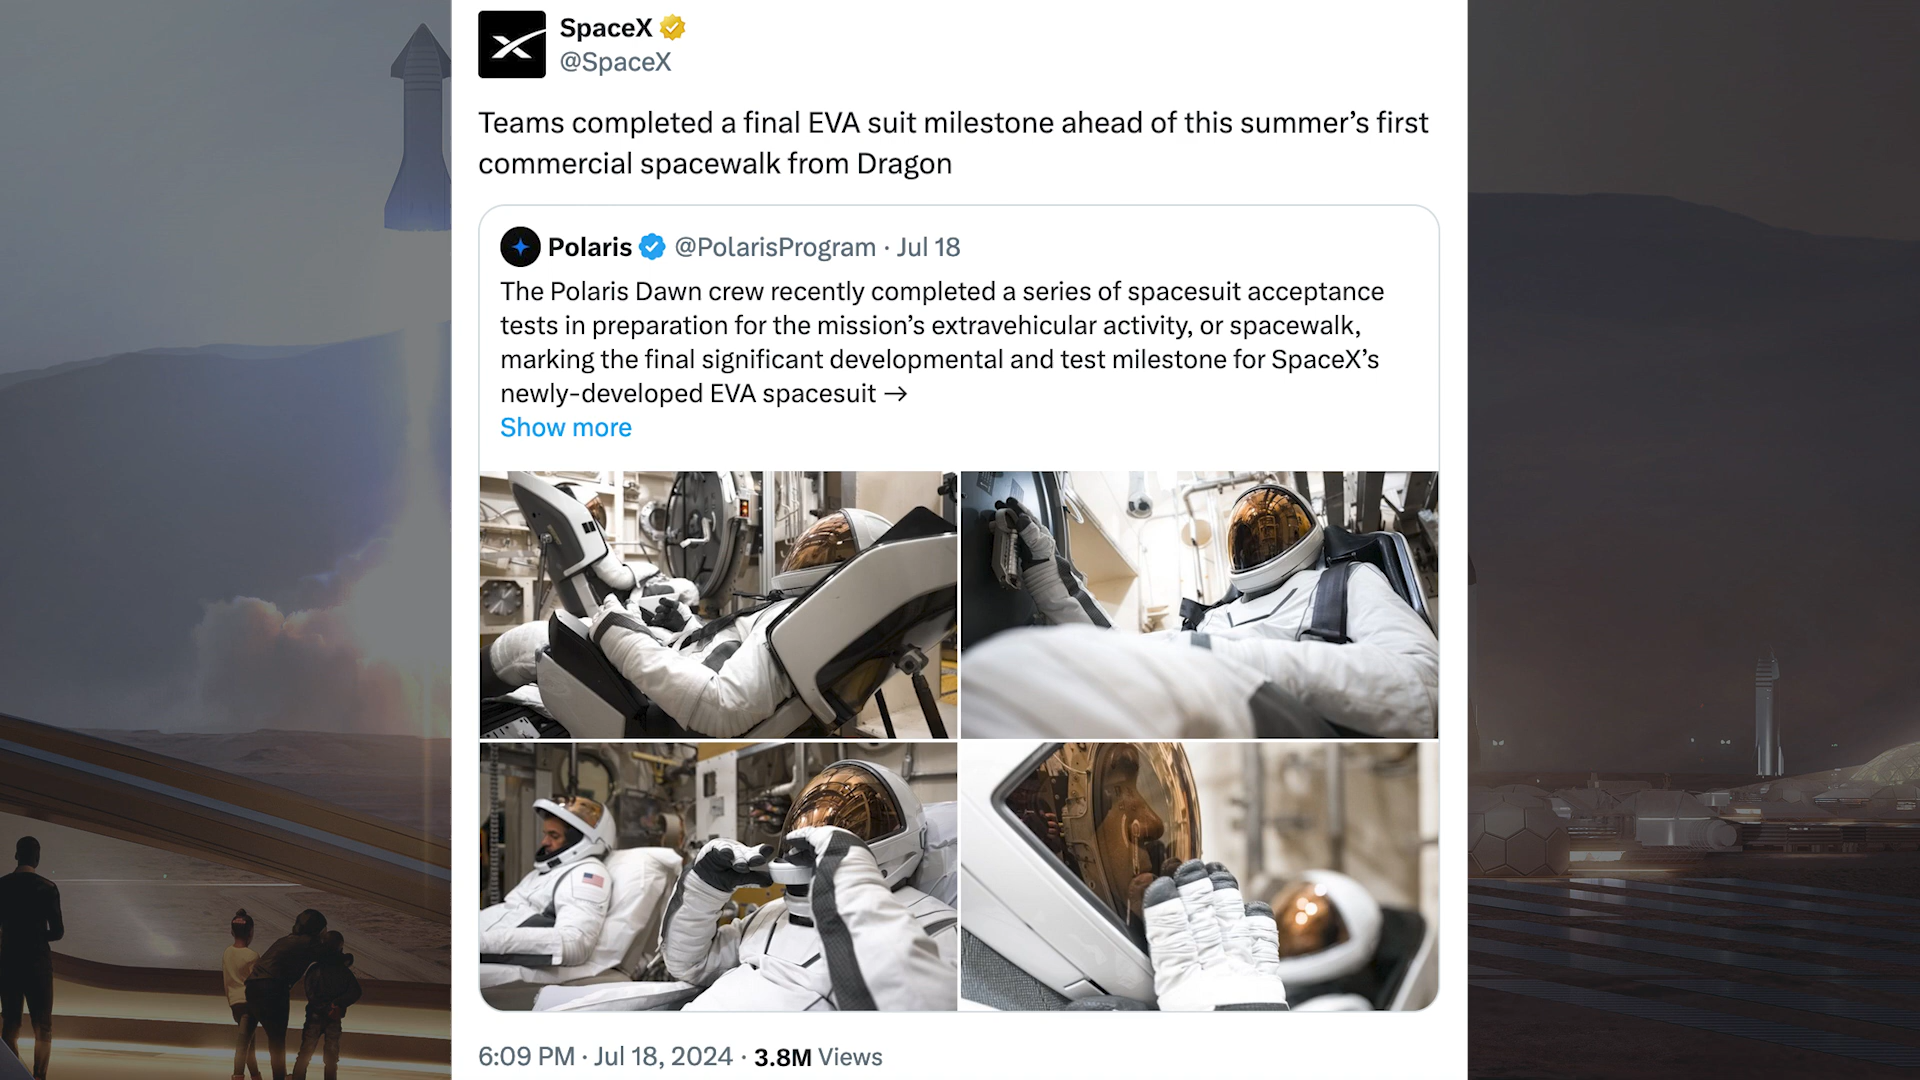 SpaceX
@SpaceX
Teams completed a final EVA suit milestone ahead of this summer’s first
commercial spacewalk from Dragon
Polaris @PolarisProgram · Jul 18
The Polaris Dawn crew recently completed a series of spacesuit acceptance
tests in preparation for the mission’s extravehicular activity, or spacewalk,
marking the final significant developmental and test milestone for SpaceX’s
newly-developed EVA spacesuit →
Show more
6:09 PM · Jul 18, 2024 · 3.8M Views